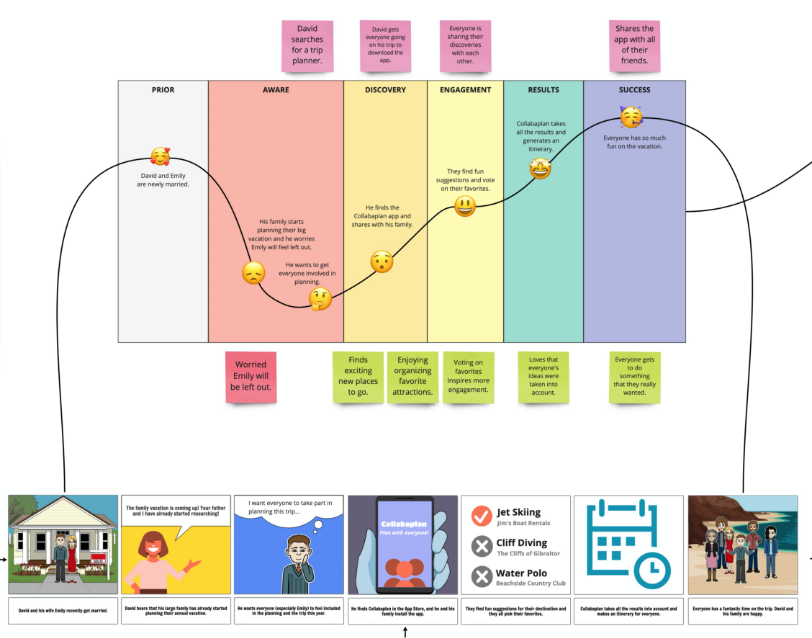 David
searches
for a trip
planner.
David gets
everyone going
on his trip to
download the
app.
Everyone is
sharing their
discoveries
with each
other.
Shares the
app with all
of their
friends.
PRIOR
AWARE
DISCOVERY
ENGAGEMENT
RESULTS
SUCCESS
David and Emily
are newly married.
His family starts
planning their big
vacation and he worries
Emily will feel left out.
He wants to get
everyone involved in
planning.
He finds the
Collabaplan app and
shares with his family.
They find fun
suggestions and vote
on their favorites.
Collabaplan takes
all the results and
generates an
itinerary.
Everyone has so much
fun on the vacation.
Worried
Emily will
be left out.
Finds
exciting
new places
to go.
Enjoying
organizing
favorite
attractions.
Voting on
favorites
inspires more
engagement.
Loves that
everyone's
ideas were
taken into
account.
Everyone gets
to do
something
that they really
wanted.
The family vacation is coming up! Your father
and I have already started researching!
I want everyone to take part in
planning this trip...
Collabaplan
Plan with everyone!
Jet Skiing
Jim's Boat Rentals
Cliff Diving
The Cliffs of Gibraltor
Water Polo
Beachside Country Club
David and his wife Emily recently got married.
David hears that his large family has already started
planning their annual vacation.
He wants everyone (especially Emily) to feel included
in the planning and the trip this year.
He finds Collabaplan in the App Store, and he and his
family install the app.
They find fun suggestions for their destination and
they all pick their favorites.
Collabaplan takes all the results into account and
makes an itinerary for everyone.
Everyone has a fantastic time on the trip. David and
his family are happy.